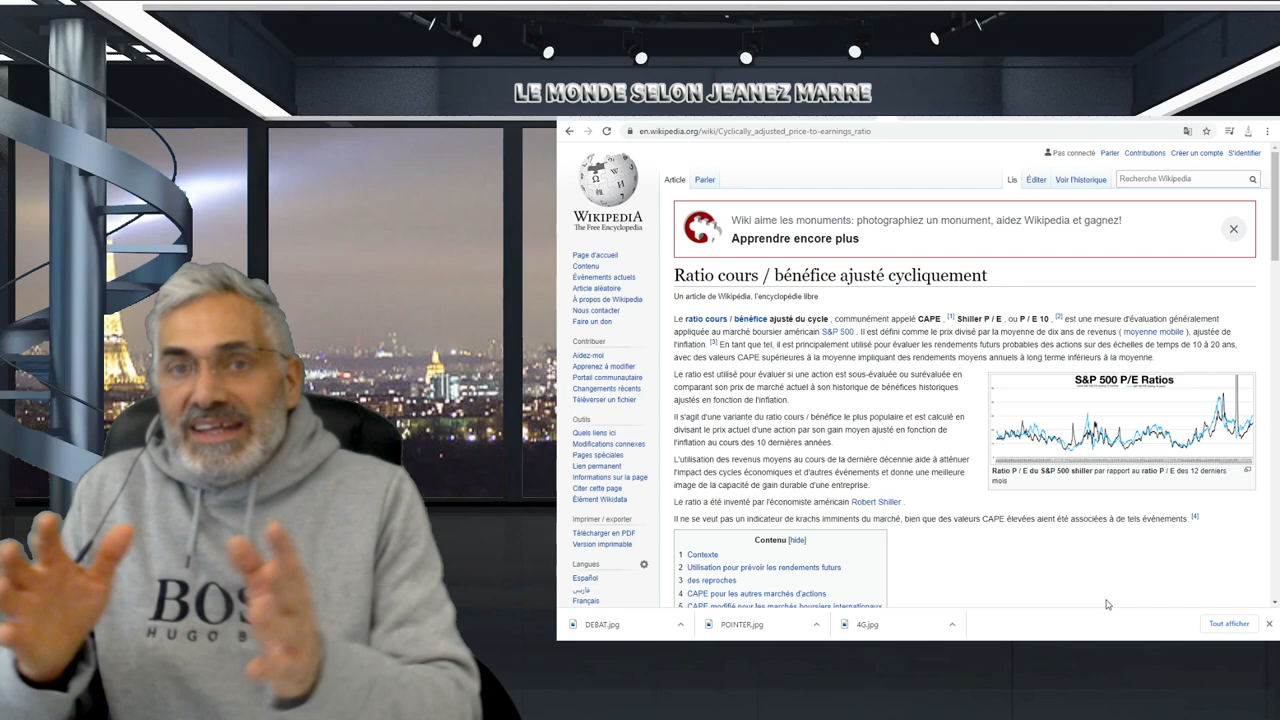 LE MONDE SELON JEANEZ MARRE
en.wikipedia.org/wiki/Cyclically_adjusted_price-to-earnings_ratio
Pas connecté Parler Contributions Créer un compte S'identifier
Article Parler Lis Éditer Voir l'historique Recherche Wikipedia
WIKIPEDIA
The Free Encyclopedia
Page d'accueil
Contenu
Évènements actuels
Article aléatoire
À propos de Wikipedia
Nous contacter
Faire un don
Contribuer
Aidez-moi
Apprenez à modifier
Portail communautaire
Changements récents
Téléverser un fichier
Outils
Quels liens ici
Modifications connexes
Pages spéciales
Lien permanent
Informations sur la page
Citer cette page
Élément Wikidata
Imprimer / exporter
Télécharger en PDF
Version imprimable
Langues
Español
فارسی
Français
Wiki aime les monuments: photographiez un monument, aidez Wikipedia et gagnez!
Apprendre encore plus
Ratio cours / bénéfice ajusté cycliquement
Un article de Wikipédia, l'encyclopédie libre
Le ratio cours / bénéfice ajusté du cycle , communément appelé CAPE , [1] Shiller P / E , ou P / E 10 , [2] est une mesure d'évaluation généralement
appliquée au marché boursier américain S&P 500 . Il est défini comme le prix divisé par la moyenne de dix ans de revenus ( moyenne mobile ), ajustée de
l'inflation. [3] En tant que tel, il est principalement utilisé pour évaluer les rendements futurs probables des actions sur des échelles de temps de 10 à 20 ans,
avec des valeurs CAPE supérieures à la moyenne impliquant des rendements moyens annuels à long terme inférieurs à la moyenne.
Le ratio est utilisé pour évaluer si une action est sous-évaluée ou surévaluée en
comparant son prix de marché actuel à son historique de bénéfices historiques
ajustés en fonction de l'inflation.
Il s'agit d'une variante du ratio cours / bénéfice le plus populaire et est calculé en
divisant le prix actuel d'une action par son gain moyen ajusté en fonction de
l'inflation au cours des 10 dernières années.
L'utilisation des revenus moyens au cours de la dernière décennie aide à atténuer
l'impact des cycles économiques et d'autres événements et donne une meilleure
image de la capacité de gain durable d'une entreprise.
Le ratio a été inventé par l'économiste américain Robert Shiller .
Il ne se veut pas un indicateur de krachs imminents du marché, bien que des valeurs CAPE élevées aient été associées à de tels événements. [4]
S&P 500 P/E Ratios
Ratio P / E du S&P 500 shiller par rapport au ratio P / E des 12 derniers
mois
Contenu [hide]
1 Contexte
2 Utilisation pour prévoir les rendements futurs
3 des reproches
4 CAPE pour les autres marchés d'actions
5 CAPE modifié pour les marchés boursiers internationaux
DEBAT.jpg POINTER.jpg 4G.jpg Tout afficher
BOS
HUGO B